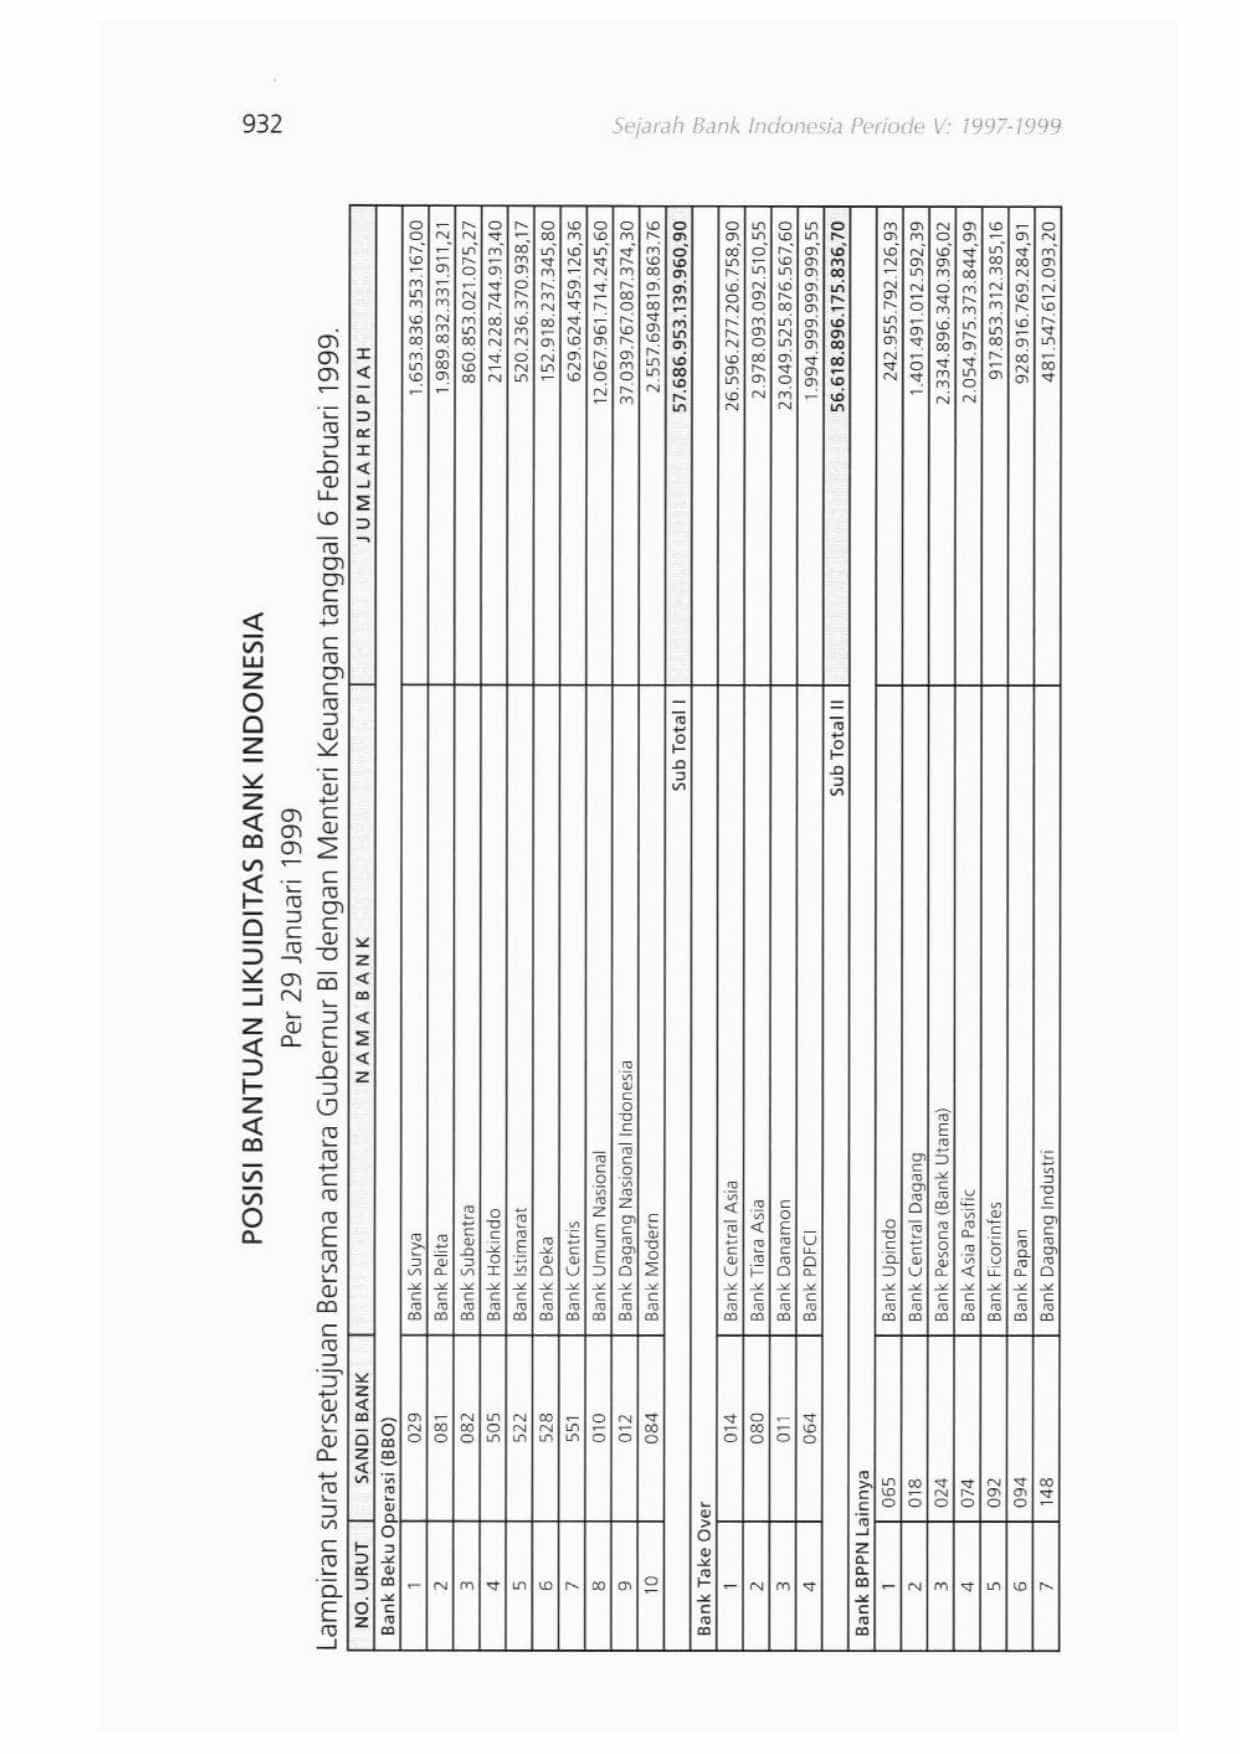 932
Sejarah Bank Indonesia Periode V: 1997-1999
POSISI BANTUAN LIKUIDITAS BANK INDONESIA
Per 29 Januari 1999
Lampiran surat Persetujuan Bersama antara Gubernur BI dengan Menteri Keuangan tanggal 6 Februari 1999.
NO. URUT SANDI BANK NAMA BANK JUMLAH RUPIAH
Bank Beku Operasi (BBO)
1 029 Bank Surya 1.653.836.353.167,00
2 081 Bank Pelita 1.989.832.331.911,21
3 082 Bank Subentra 860.853.021.075,27
4 505 Bank Hokindo 214.228.744.913,40
5 522 Bank Istimarat 520.236.370.938,17
6 528 Bank Deka 152.918.237.345,80
7 551 Bank Centris 629.624.459.126,36
8 010 Bank Umum Nasional 12.067.961.714.245,60
9 012 Bank Dagang Nasional Indonesia 37.039.767.087.374,30
10 084 Bank Modern 2.557.694819.863.76
Sub Total I 57.686.953.139.960,90
Bank Take Over
1 014 Bank Central Asia 26.596.277.206.758,90
2 080 Bank Tiara Asia 2.978.093.092.510,55
3 011 Bank Danamon 23.049.525.876.567,60
4 064 Bank PDFCI 1.994.999.999.999,55
Sub Total II 56.618.896.175.836,70
Bank BPPN Lainnya
1 065 Bank Upindo 242.955.792.126,93
2 018 Bank Central Dagang 1.401.491.012.592,39
3 024 Bank Pesona (Bank Utama) 2.334.896.340.396,02
4 074 Bank Asia Pasific 2.054.975.373.844,99
5 092 Bank Ficorinfes 917.853.312.385,16
6 094 Bank Papan 928.916.769.284,91
7 148 Bank Dagang Industri 481.547.612.093,20